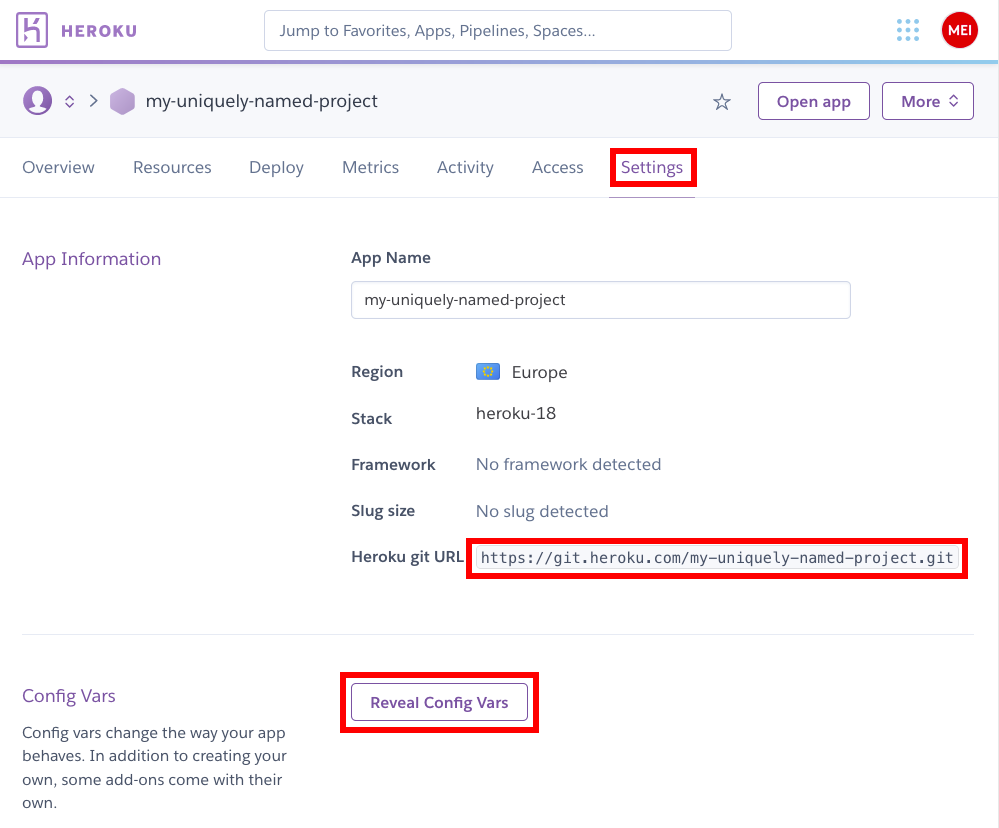 HEROKU
Jump to Favorites, Apps, Pipelines, Spaces...
MEI
my-uniquely-named-project
Open app
More
Overview Resources Deploy Metrics Activity Access Settings
App Information
App Name
my-uniquely-named-project
Region Europe
Stack heroku-18
Framework No framework detected
Slug size No slug detected
Heroku git URL https://git.heroku.com/my-uniquely-named-project.git
Config Vars
Reveal Config Vars
Config vars change the way your app
behaves. In addition to creating your
own, some add-ons come with their
own.